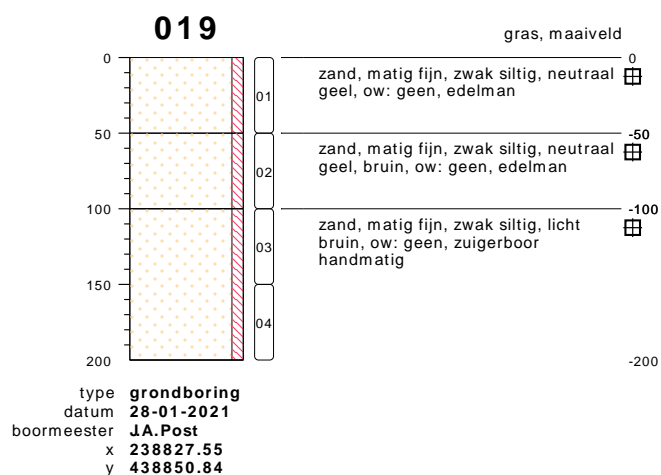 019
gras, maaiveld
0
0
zand, matig fijn, zwak siltig, neutraal
geel, ow: geen, edelman
01
50
-50
zand, matig fijn, zwak siltig, neutraal
geel, bruin, ow: geen, edelman
02
100
-100
zand, matig fijn, zwak siltig, licht
bruin, ow: geen, zuigerboor
handmatig
03
150
04
200
-200
type grondboring
datum 28-01-2021
boormeester J.A.Post
x 238827.55
y 438850.84